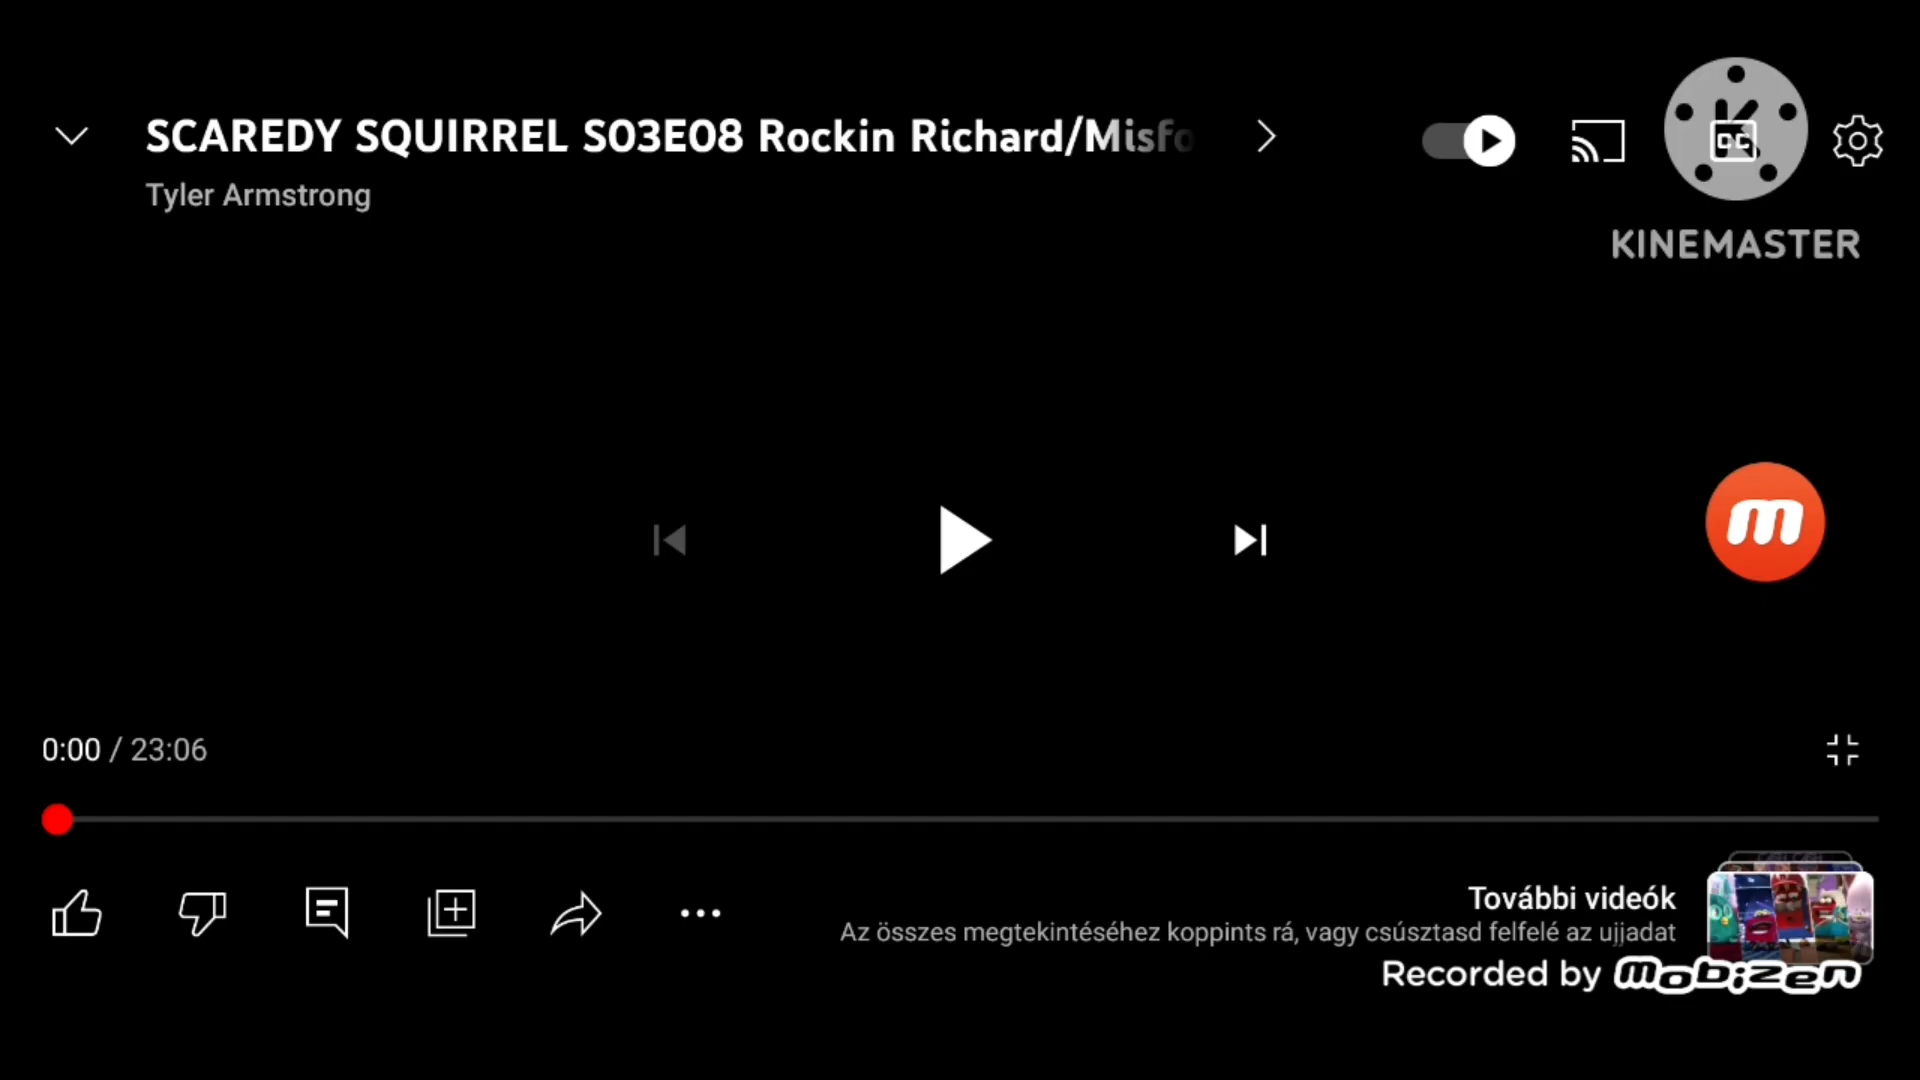 SCAREDY SQUIRREL S03E08 Rockin Richard/Misfo
Tyler Armstrong
CC
KINEMASTER
m
0:00 / 23:06
További videók
Az összes megtekintéséhez koppints rá, vagy csúsztasd felfelé az ujjadat
Recorded by mobizen